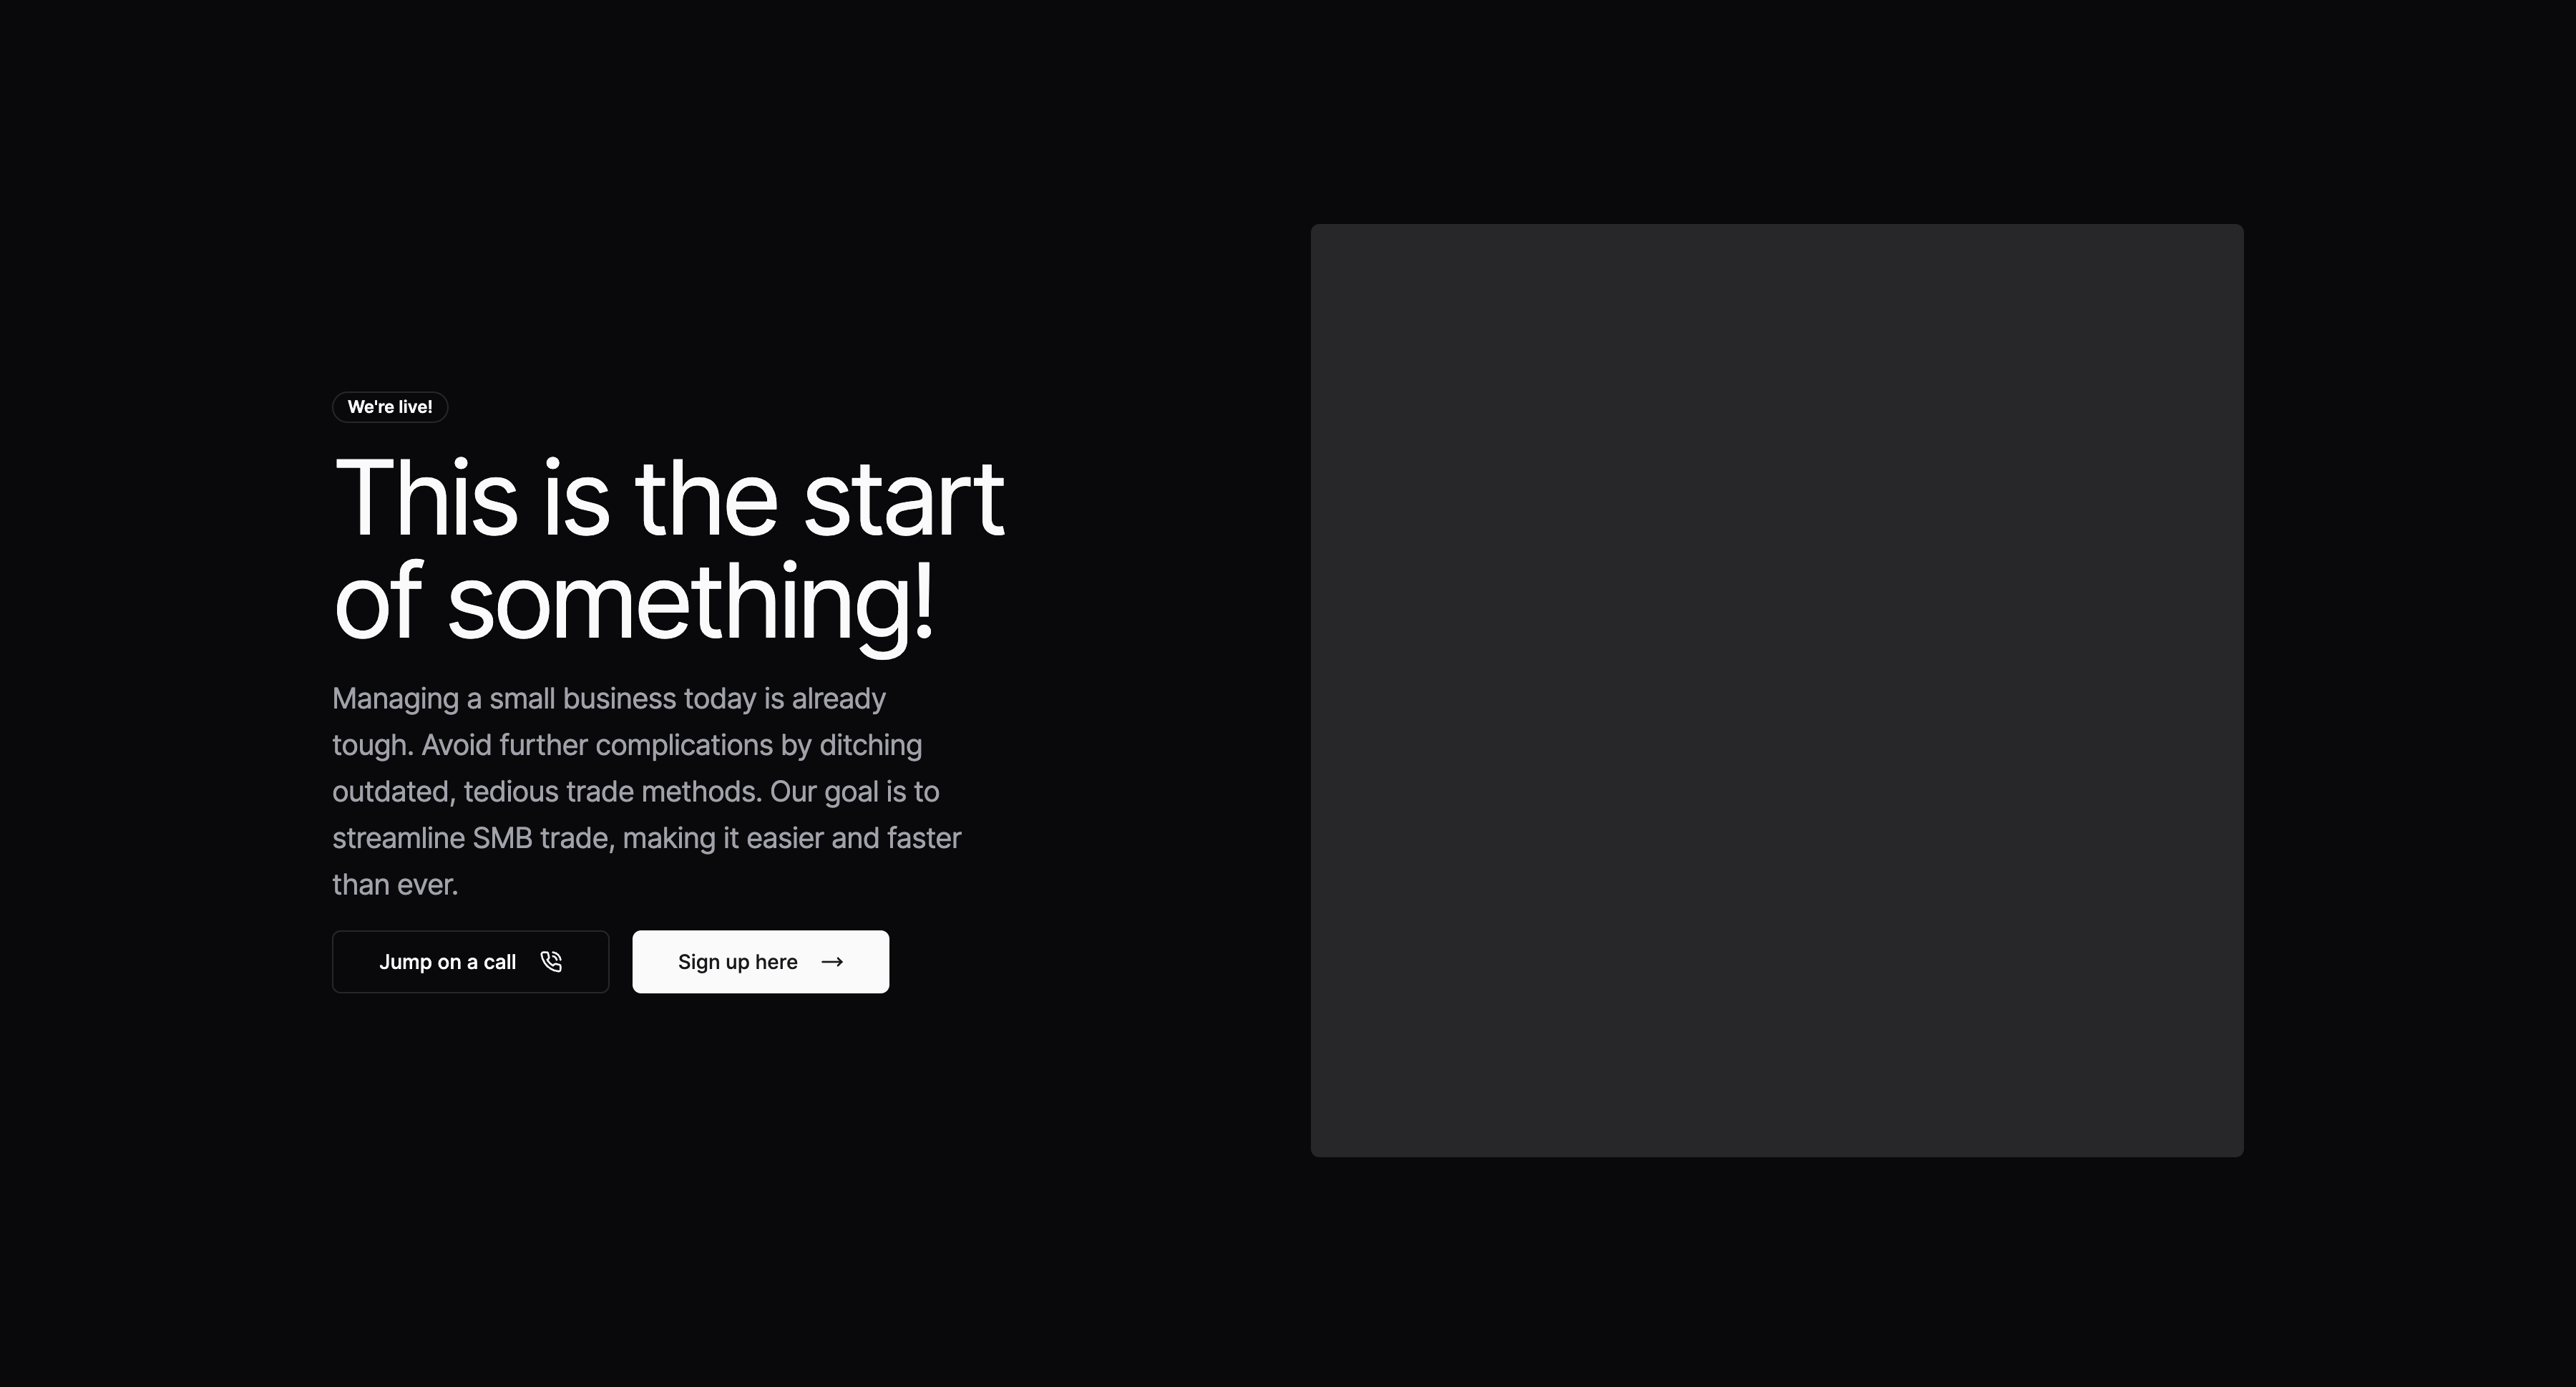 We're live!
This is the start
of something!
Managing a small business today is already
tough. Avoid further complications by ditching
outdated, tedious trade methods. Our goal is to
streamline SMB trade, making it easier and faster
than ever.
Jump on a call
Sign up here